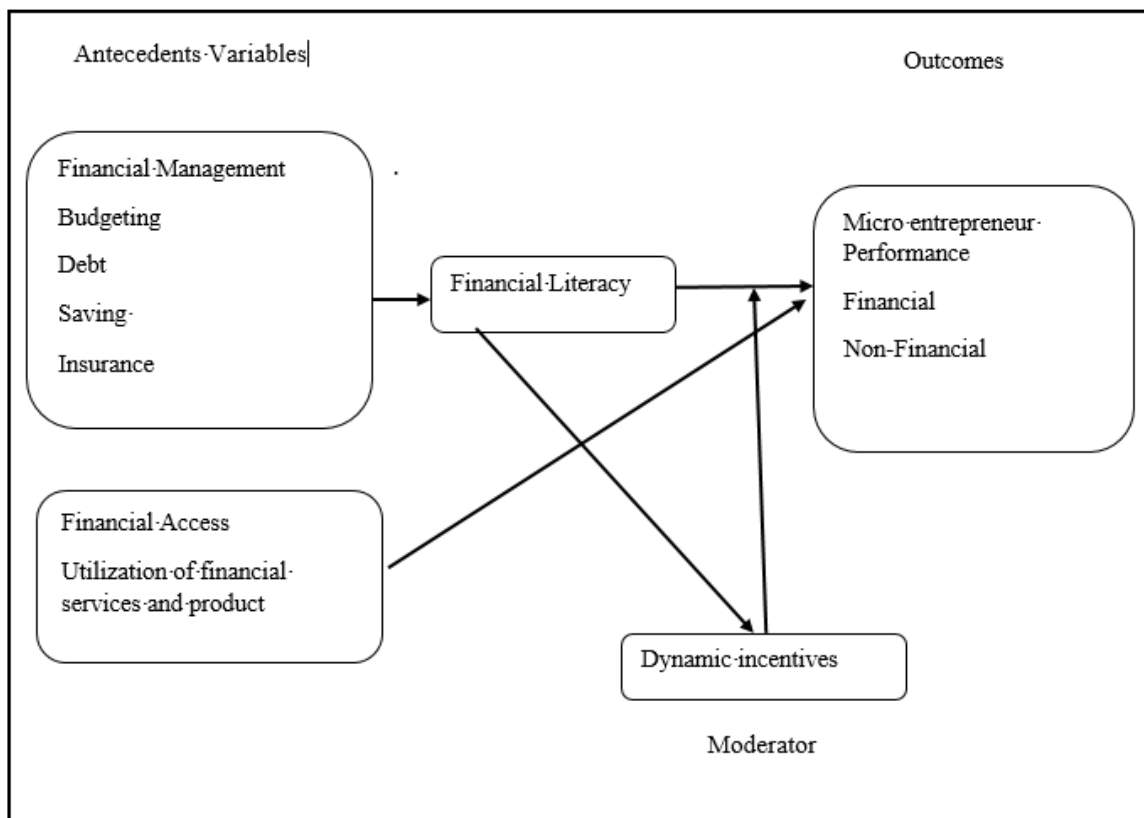 Antecedents·Variables
Outcomes
Financial·Management
Budgeting
Debt
Saving·
Insurance
Financial·Literacy
Micro entrepreneur·
Performance
Financial
Non-Financial
Financial·Access
Utilization·of·financial·
services·and·product
Dynamic·incentives
Moderator